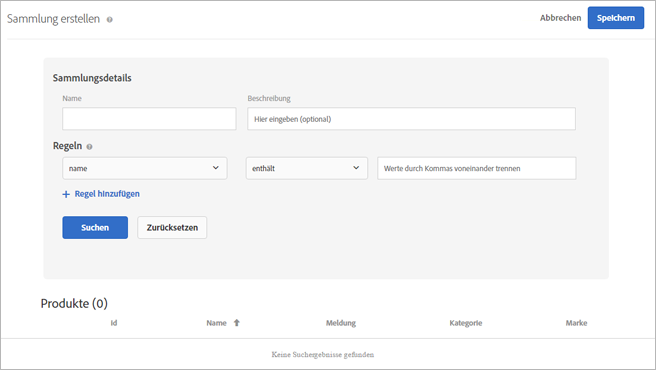 Sammlung erstellen
Abbrechen
Speichern
Sammlungsdetails
Name
Beschreibung
Hier eingeben (optional)
Regeln
name
enthält
Werte durch Kommas voneinander trennen
+ Regel hinzufügen
Suchen
Zurücksetzen
Produkte (0)
Id
Name
Meldung
Kategorie
Marke
Keine Suchergebnisse gefunden